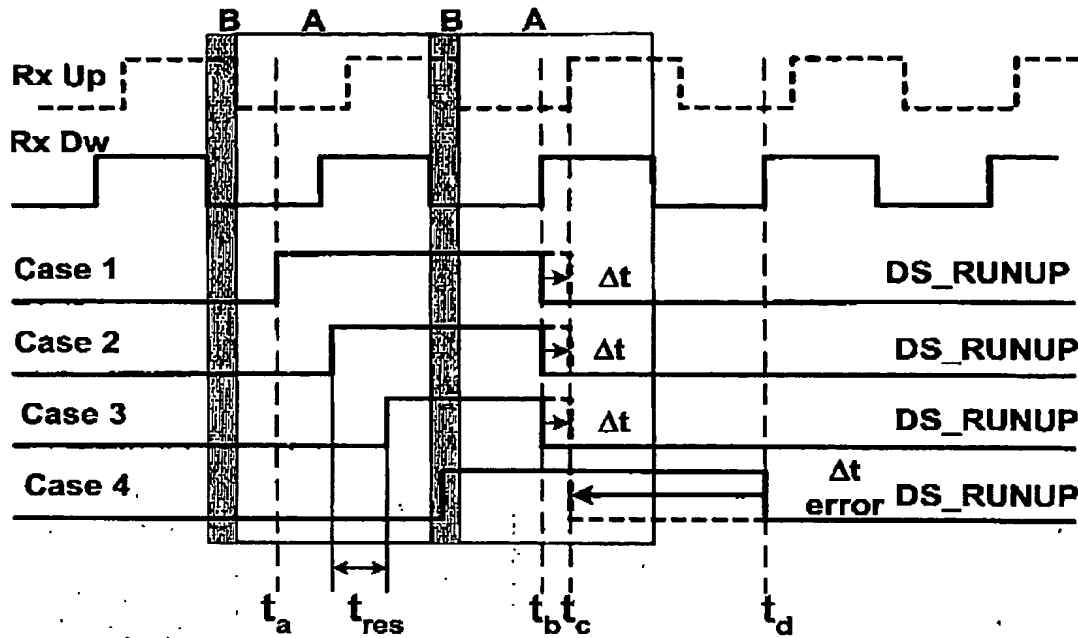 B A B A
Rx Up
Rx Dw
Case 1 Δt DS_RUNUP
Case 2 Δt DS_RUNUP
Case 3 Δt DS_RUNUP
Case 4 Δt error DS_RUNUP
ta tres tb tc td